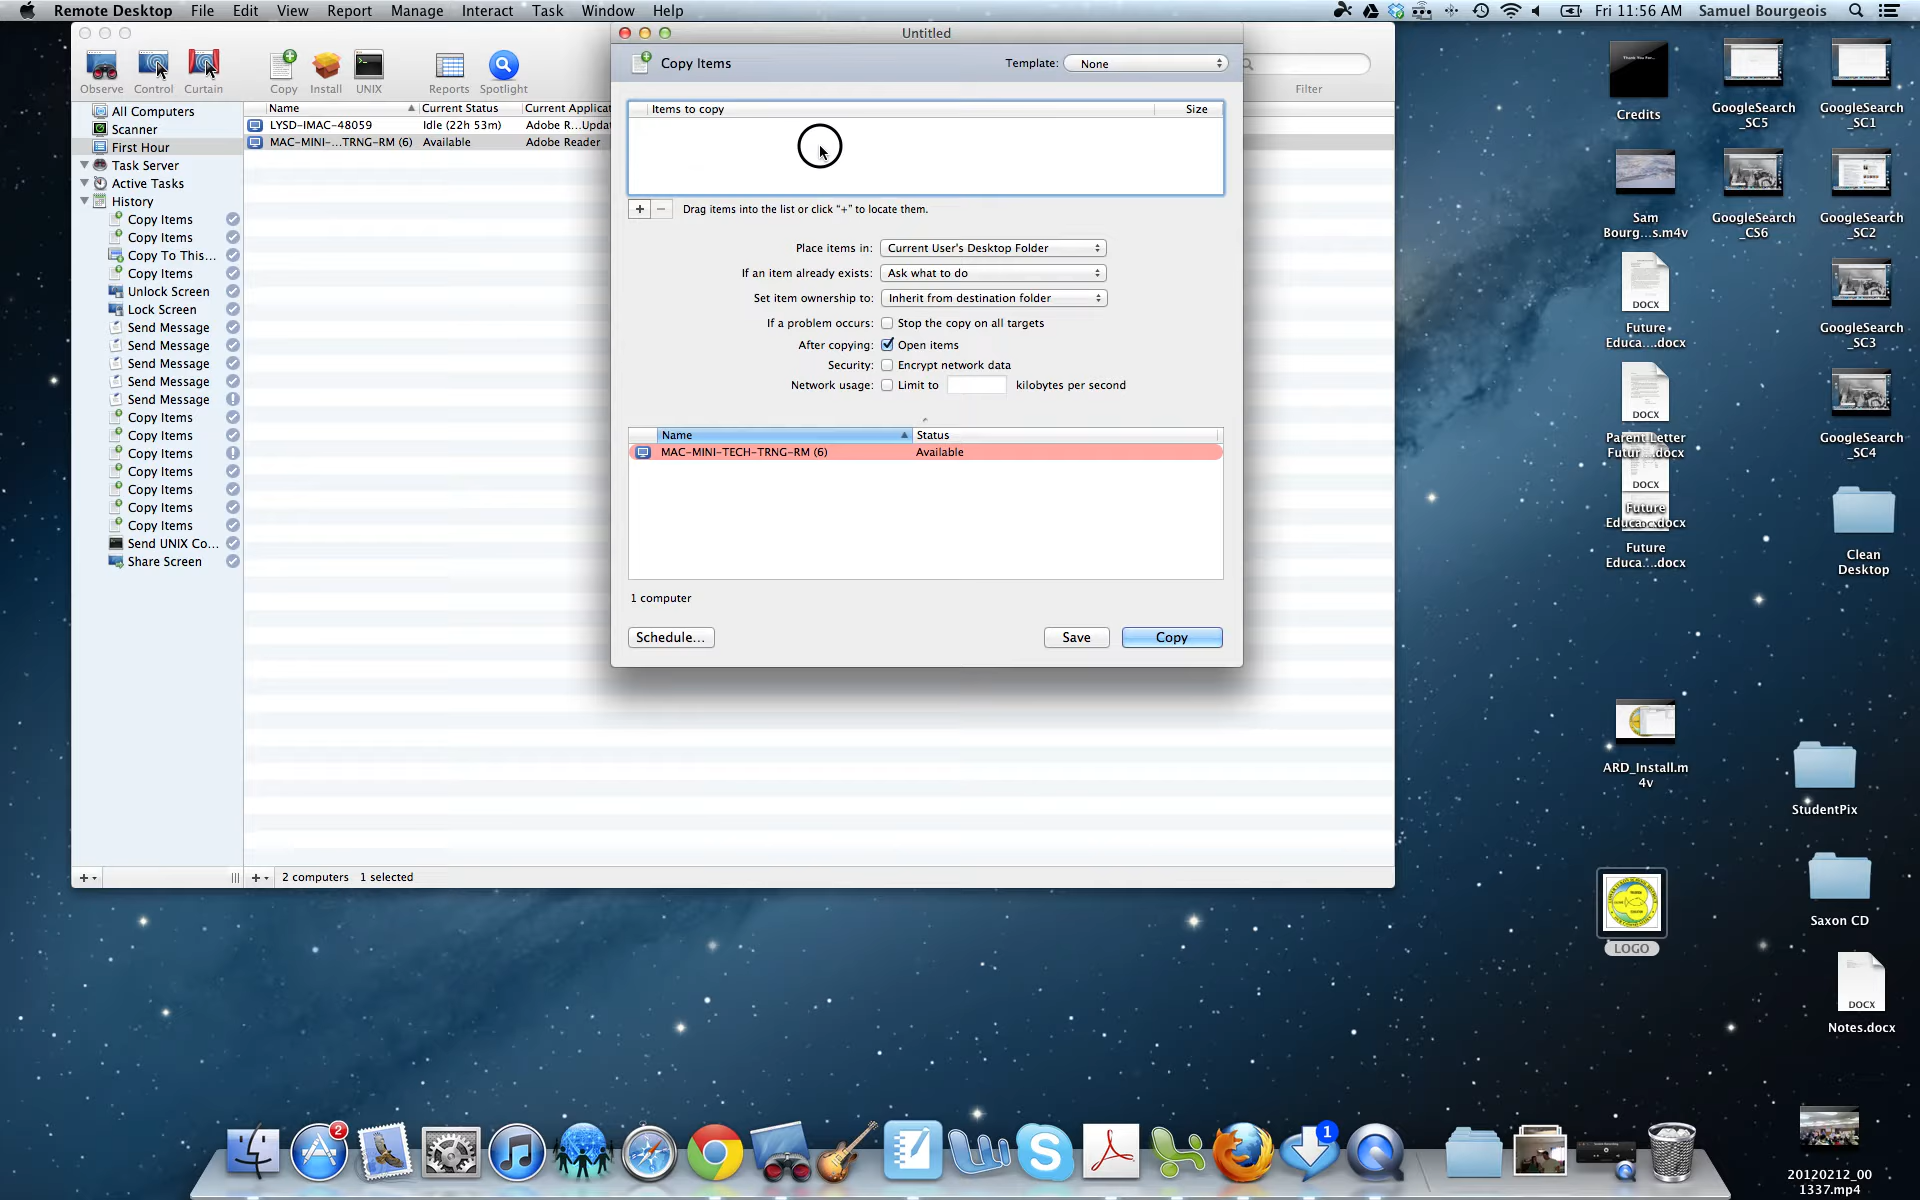 Remote Desktop File Edit View Report Manage Interact Task Window Help
Fri 11:56 AM Samuel Bourgeois
Observe Control Curtain Copy Install UNIX Reports Spotlight
Filter
All Computers
Scanner
First Hour
Task Server
Active Tasks
History
Copy Items
Copy Items
Copy To This...
Copy Items
Unlock Screen
Lock Screen
Send Message
Send Message
Send Message
Send Message
Send Message
Copy Items
Copy Items
Copy Items
Copy Items
Copy Items
Copy Items
Copy Items
Send UNIX Co...
Share Screen
Name Current Status Current Applicat
LYSD-IMAC-48059 Idle (22h 53m) Adobe R...Upda
MAC-MINI-...TRNG-RM (6) Available Adobe Reader
2 computers 1 selected
Untitled
Copy Items
Template: None
Items to copy Size
+ − Drag items into the list or click "+" to locate them.
Place items in: Current User's Desktop Folder
If an item already exists: Ask what to do
Set item ownership to: Inherit from destination folder
If a problem occurs: Stop the copy on all targets
After copying: Open items
Security: Encrypt network data
Network usage: Limit to kilobytes per second
Name Status
MAC-MINI-TECH-TRNG-RM (6) Available
1 computer
Schedule... Save Copy
Credits
GoogleSearch
_SC5
GoogleSearch
_SC1
Sam
Bourg...s.m4v
GoogleSearch
_CS6
GoogleSearch
_SC2
DOCX
Future
Educa....docx
GoogleSearch
_SC3
DOCX
Parent Letter
Futur....docx
GoogleSearch
_SC4
DOCX
Future
Educa....docx
Future
Educa....docx
Clean
Desktop
ARD_Install.m
4v
StudentPix
LOGO
Saxon CD
DOCX
Notes.docx
20120212_00
1337.mp4
2
1